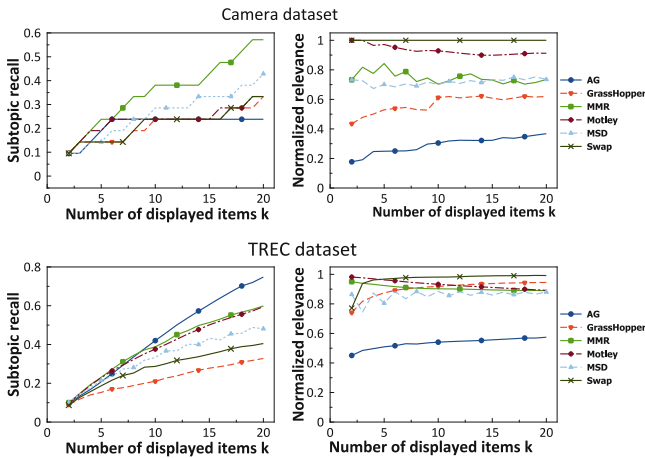 Camera dataset
Subtopic recall
0.6
0.5
0.4
0.3
0.2
0.1
0
0 5 10 15 20
Number of displayed items k
Normalized relevance
1
0.8
0.6
0.4
0.2
0
0 5 10 15 20
Number of displayed items k
AG
GrassHopper
MMR
Motley
MSD
Swap
TREC dataset
Subtopic recall
0.8
0.6
0.4
0.2
0
0 5 10 15 20
Number of displayed items k
Normalized relevance
1
0.8
0.6
0.4
0.2
0
0 5 10 15 20
Number of displayed items k
AG
GrassHopper
MMR
Motley
MSD
Swap